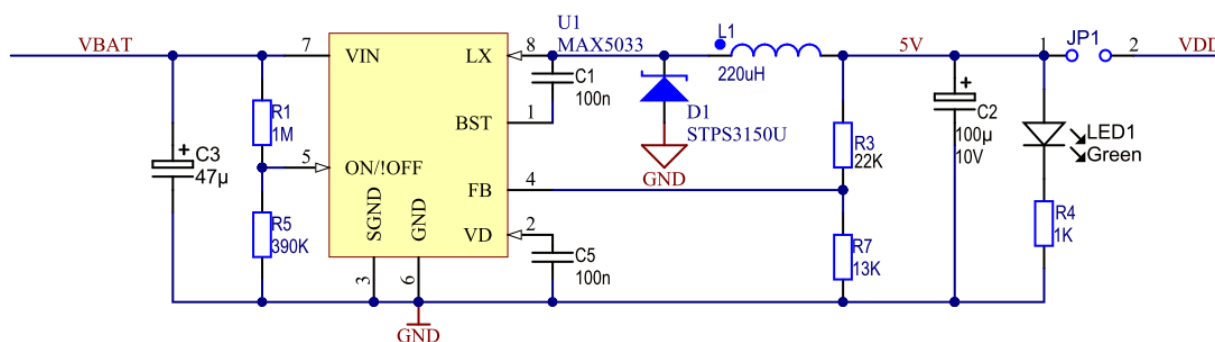 VBAT
7
VIN
LX
8
U1
MAX5033
L1
220uH
5V
1
JP1
2
VDD
R1
1M
C1
100n
1
BST
D1
STPS3150U
GND
C2
100µ
10V
LED1
Green
C3
47µ
5
ON/!OFF
R3
22K
FB
4
R5
390K
SGND
GND
VD
2
C5
100n
R7
13K
R4
1K
3
6
GND